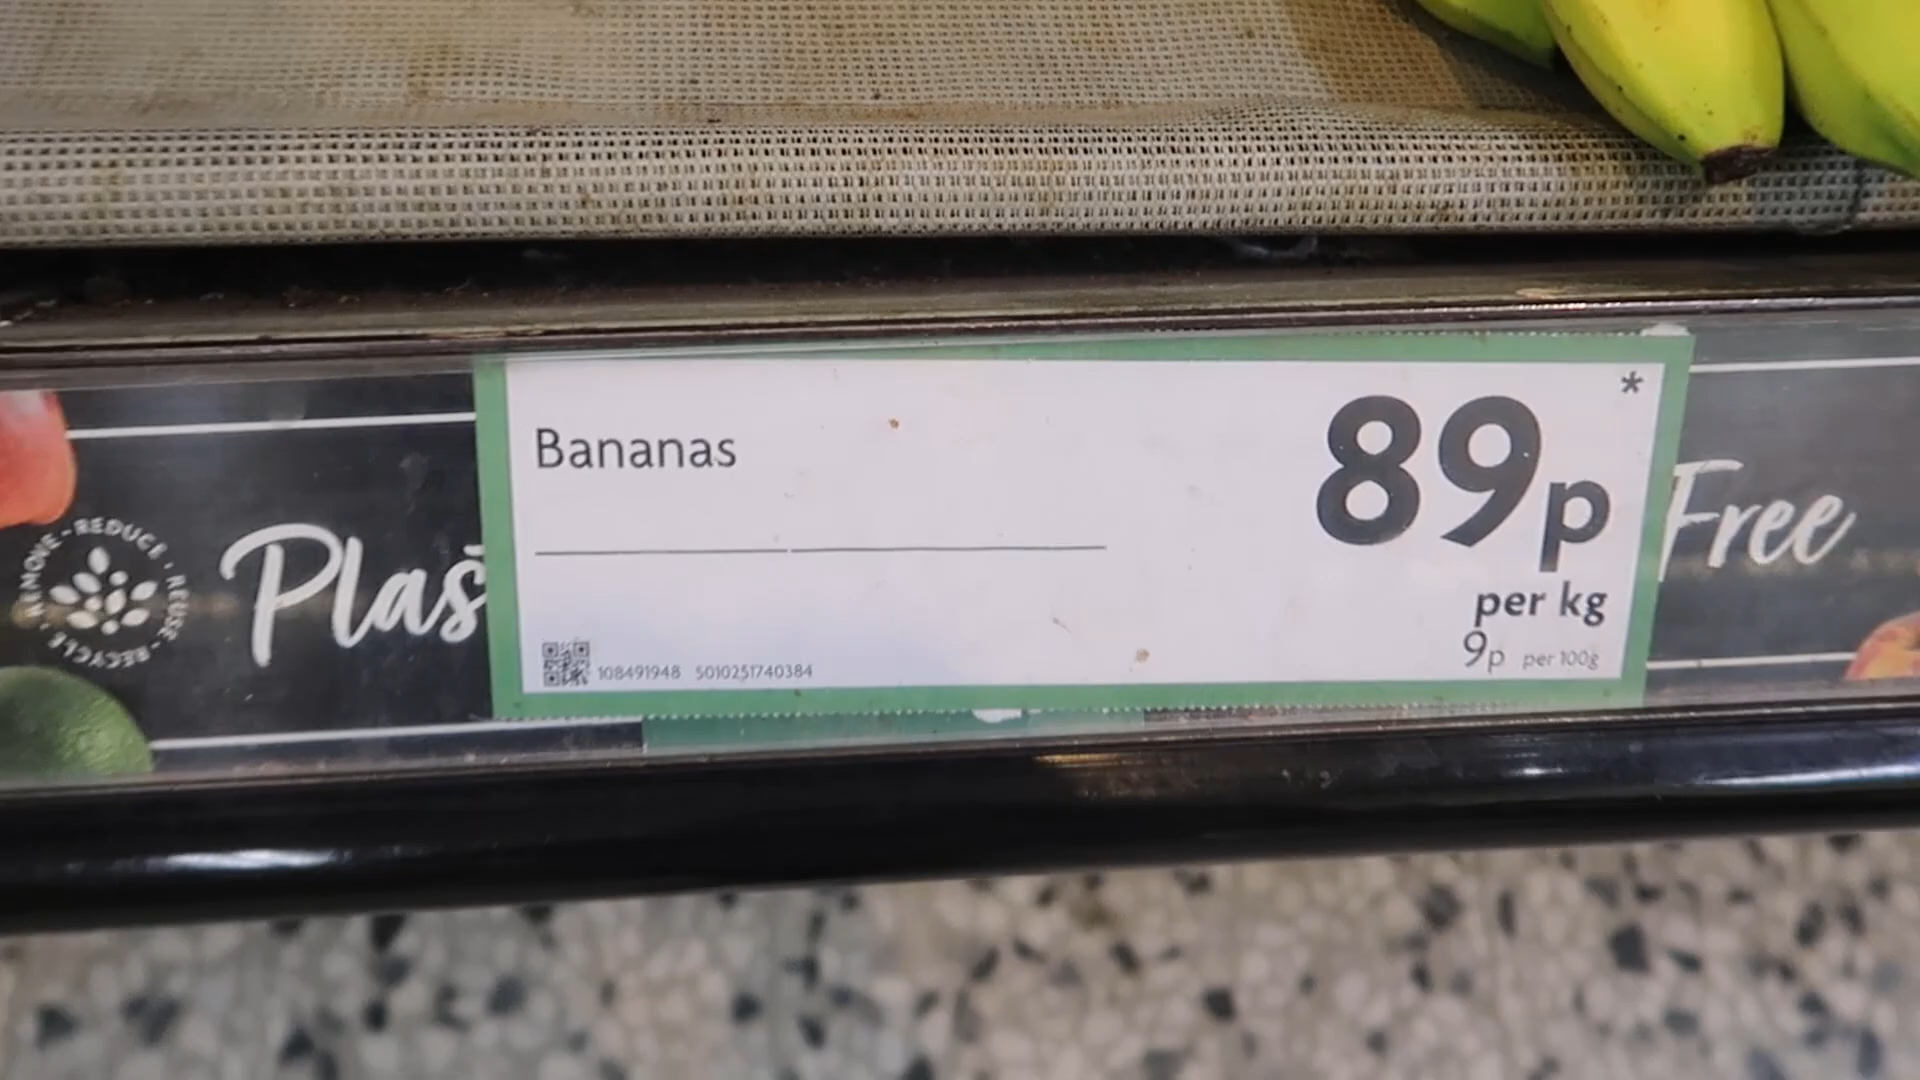 Bananas
89p
*
per kg
9p per 100g
108491948 5010251740384
Plas
Free
REMOVE · REDUCE · REUSE · RECYCLE ·